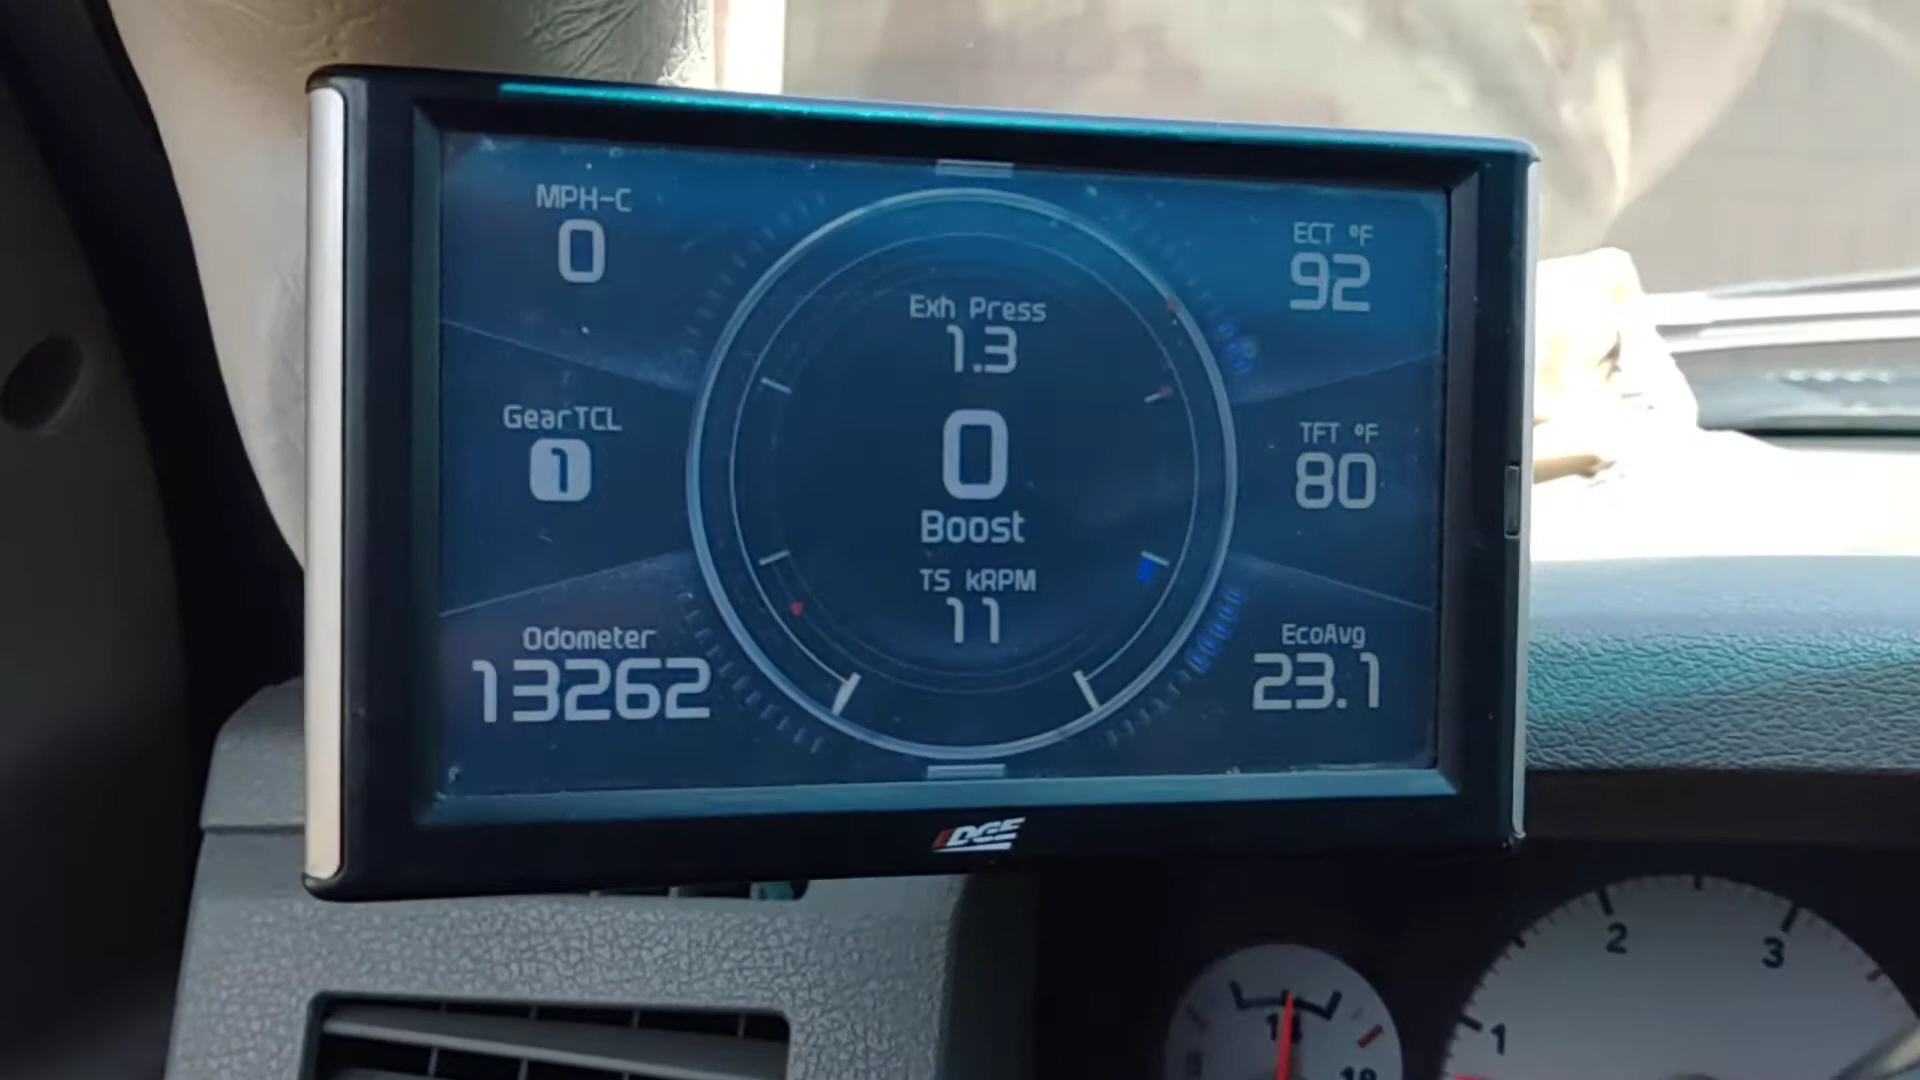 MPH-C
0
Exh Press
1.3
ECT °F
92
GearTCL
1
0
Boost
TFT °F
80
TS kRPM
11
Odometer
13262
EcoAvg
23.1
EDGE
1
2
3
14